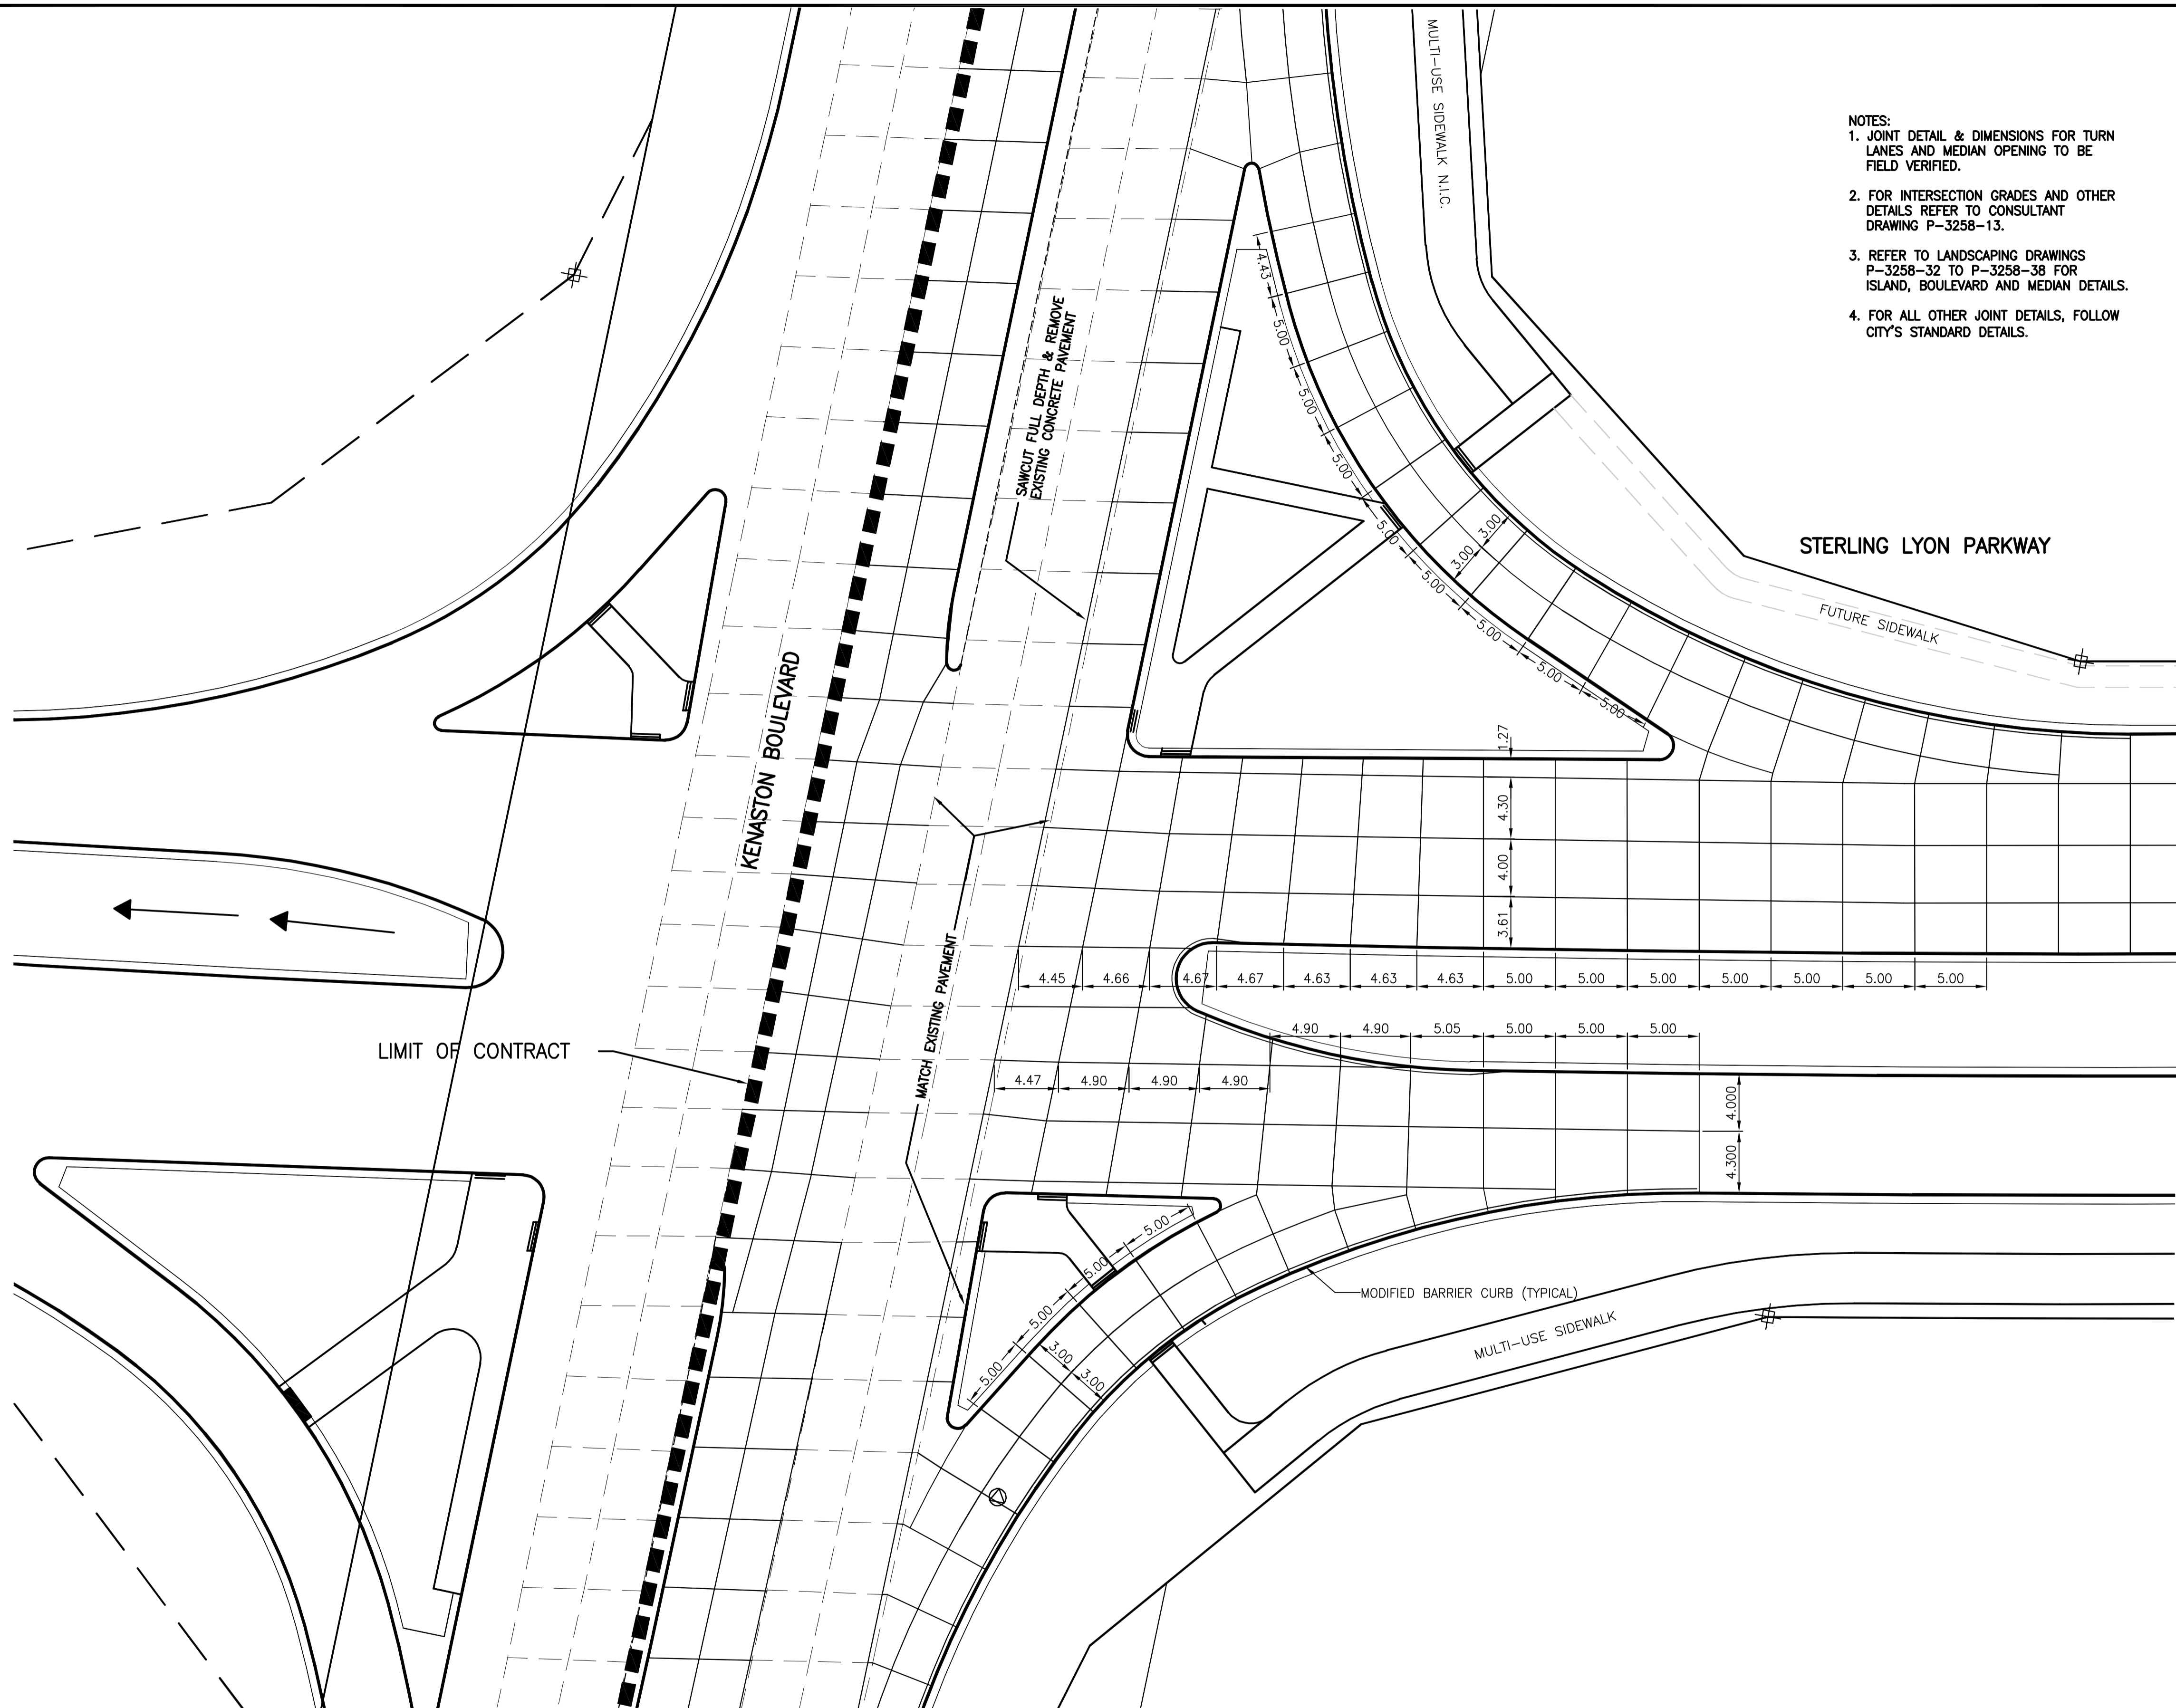 MULTI-USE SIDEWALK N.I.C.
NOTES:
1. JOINT DETAIL & DIMENSIONS FOR TURN
LANES AND MEDIAN OPENING TO BE
FIELD VERIFIED.
2. FOR INTERSECTION GRADES AND OTHER
DETAILS REFER TO CONSULTANT
DRAWING P-3258-13.
3. REFER TO LANDSCAPING DRAWINGS
P-3258-32 TO P-3258-38 FOR
ISLAND, BOULEVARD AND MEDIAN DETAILS.
4. FOR ALL OTHER JOINT DETAILS, FOLLOW
CITY'S STANDARD DETAILS.
SAWCUT FULL DEPTH & REMOVE
EXISTING CONCRETE PAVEMENT
4.43
5.00
5.00
5.00
5.00
5.00
5.00
5.00
5.00
3.00
3.00
STERLING LYON PARKWAY
FUTURE SIDEWALK
KENASTON BOULEVARD
1.27
4.30
4.00
3.61
MATCH EXISTING PAVEMENT
4.45 4.66 4.67 4.67 4.63 4.63 4.63 5.00 5.00 5.00 5.00 5.00 5.00 5.00
4.90 4.90 5.05 5.00 5.00 5.00
LIMIT OF CONTRACT
4.47 4.90 4.90 4.90
4.000
4.300
5.00
5.00
5.00
5.00
3.00
3.00
MODIFIED BARRIER CURB (TYPICAL)
MULTI-USE SIDEWALK